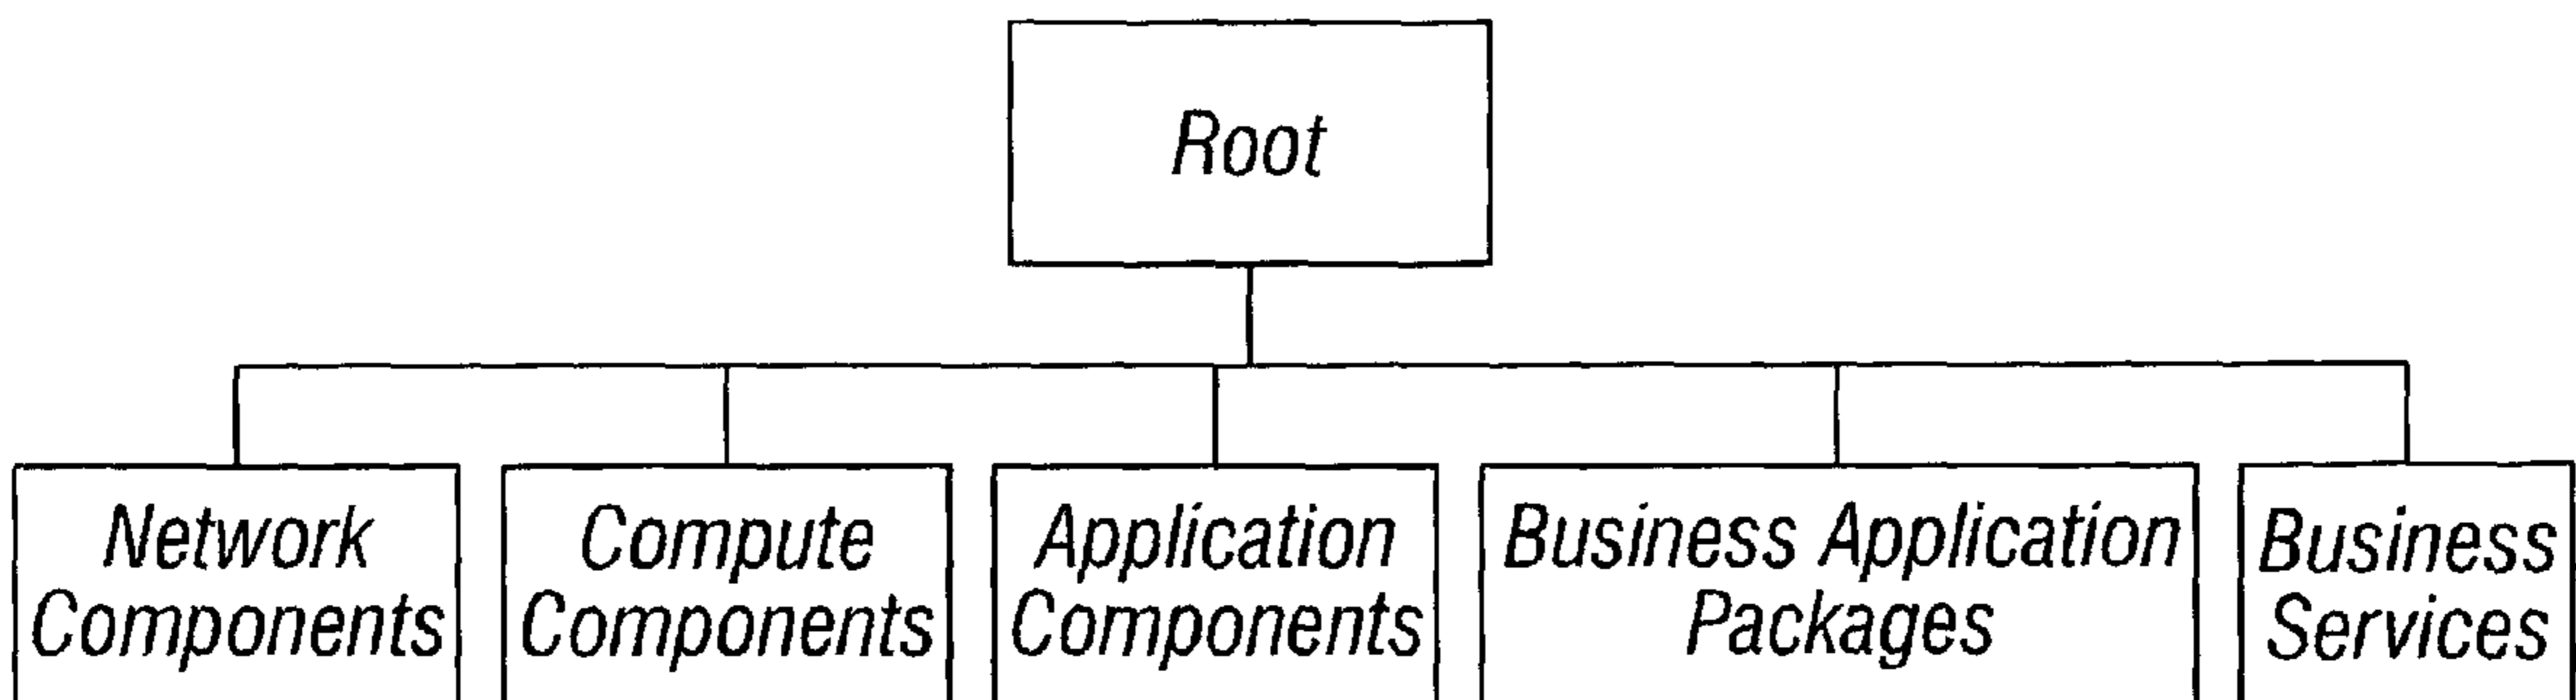 Root
Network
Components
Compute
Components
Application
Components
Business Application
Packages
Business
Services